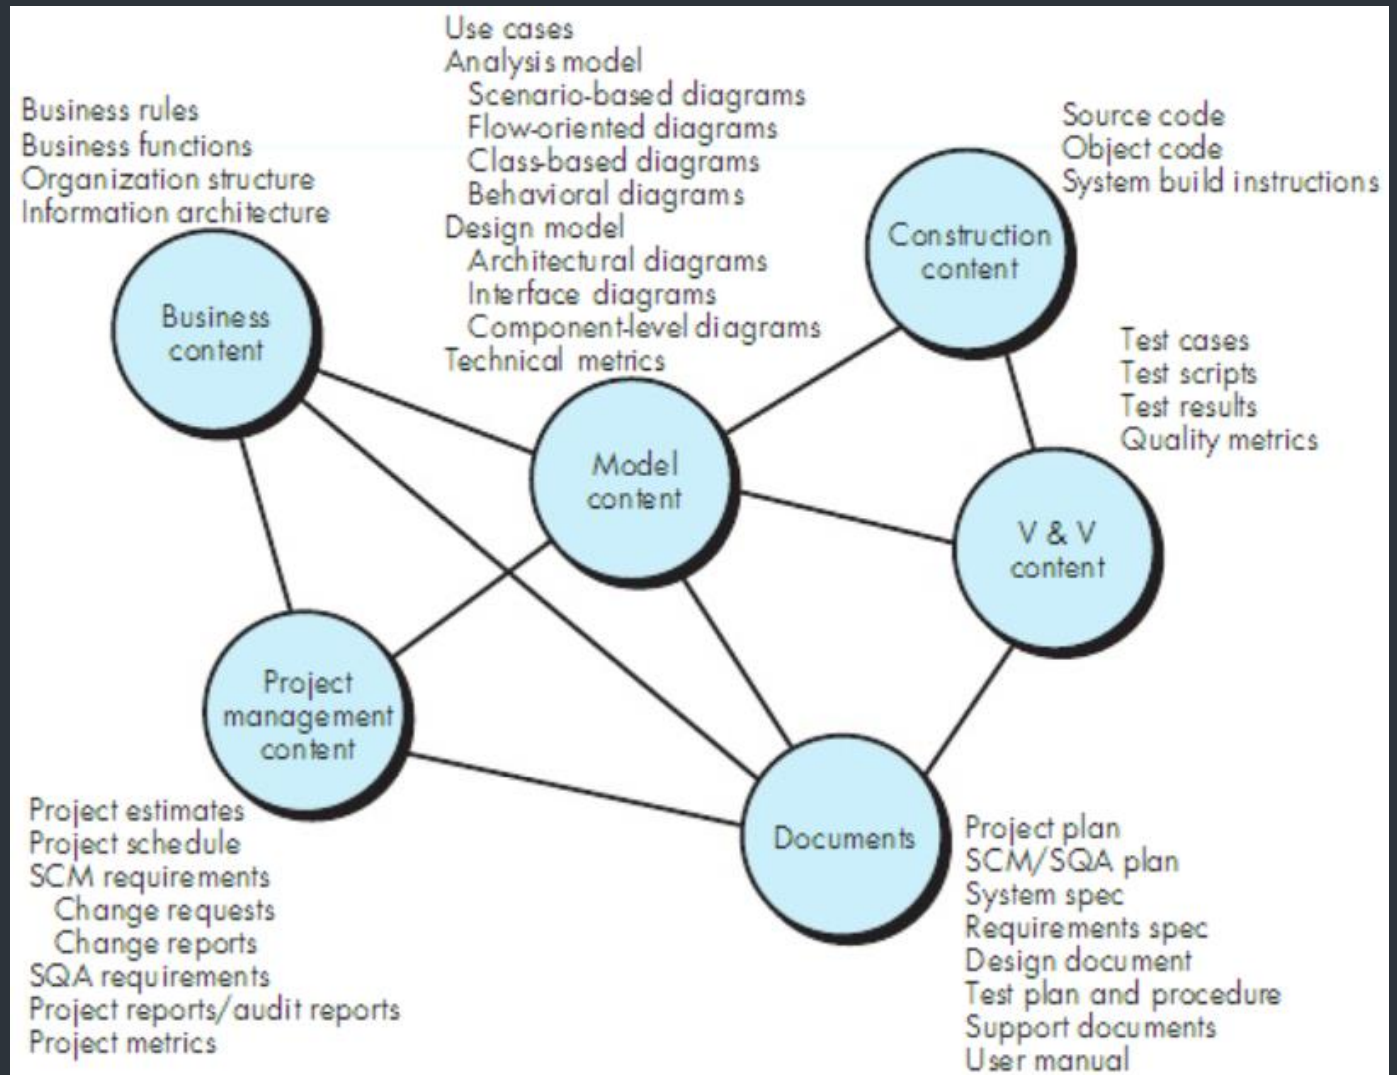 Use cases
Analysis model
Scenario-based diagrams
Flow-oriented diagrams
Class-based diagrams
Behavioral diagrams
Design model
Architectural diagrams
Interface diagrams
Component-level diagrams
Technical metrics
Business rules
Business functions
Organization structure
Information architecture
Source code
Object code
System build instructions
Construction
content
Business
content
Test cases
Test scripts
Test results
Quality metrics
Model
content
V & V
content
Project
management
content
Project estimates
Project schedule
SCM requirements
Change requests
Change reports
SQA requirements
Project reports/audit reports
Project metrics
Documents
Project plan
SCM/SQA plan
System spec
Requirements spec
Design document
Test plan and procedure
Support documents
User manual